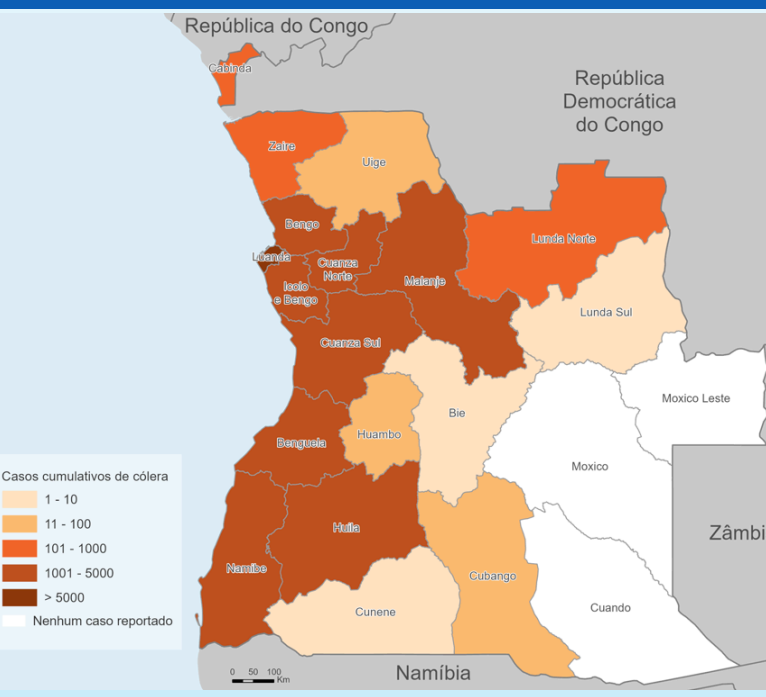 República do Congo
Cabinda
República
Democrática
do Congo
Zaire
Uige
Bengo
Luanda
Cuanza
Norte
Lunda Norte
Icolo
e Bengo
Malanje
Lunda Sul
Cuanza Sul
Moxico Leste
Bie
Huambo
Benguela
Moxico
Casos cumulativos de cólera
1 - 10
11 - 100
101 - 1000
1001 - 5000
> 5000
Nenhum caso reportado
Huila
Zâmbi
Namibe
Cubango
Cunene
Cuando
0 50 100
Km
Namíbia